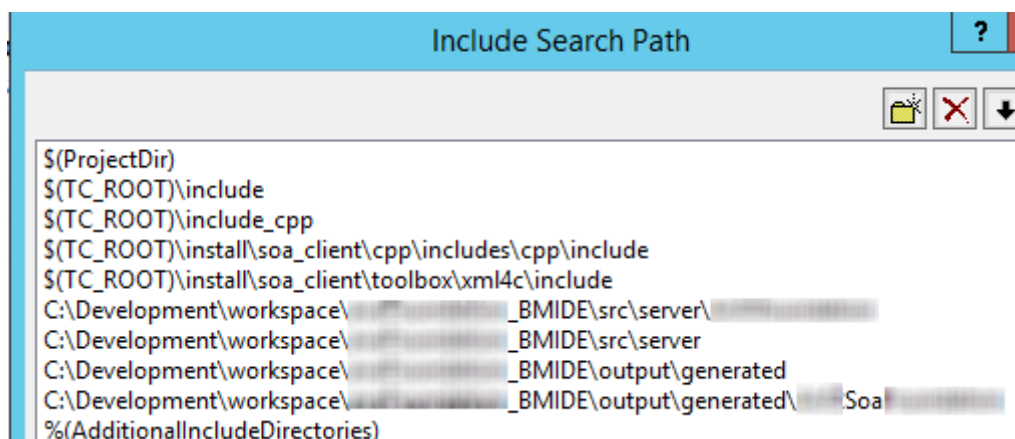 Include Search Path
?
$(ProjectDir)
$(TC_ROOT)\include
$(TC_ROOT)\include_cpp
$(TC_ROOT)\install\soa_client\cpp\includes\cpp\include
$(TC_ROOT)\install\soa_client\toolbox\xml4c\include
C:\Development\workspace\ _BMIDE\src\server\
C:\Development\workspace\ _BMIDE\src\server
C:\Development\workspace\ _BMIDE\output\generated
C:\Development\workspace\ _BMIDE\output\generated\ Soa
%(AdditionalIncludeDirectories)